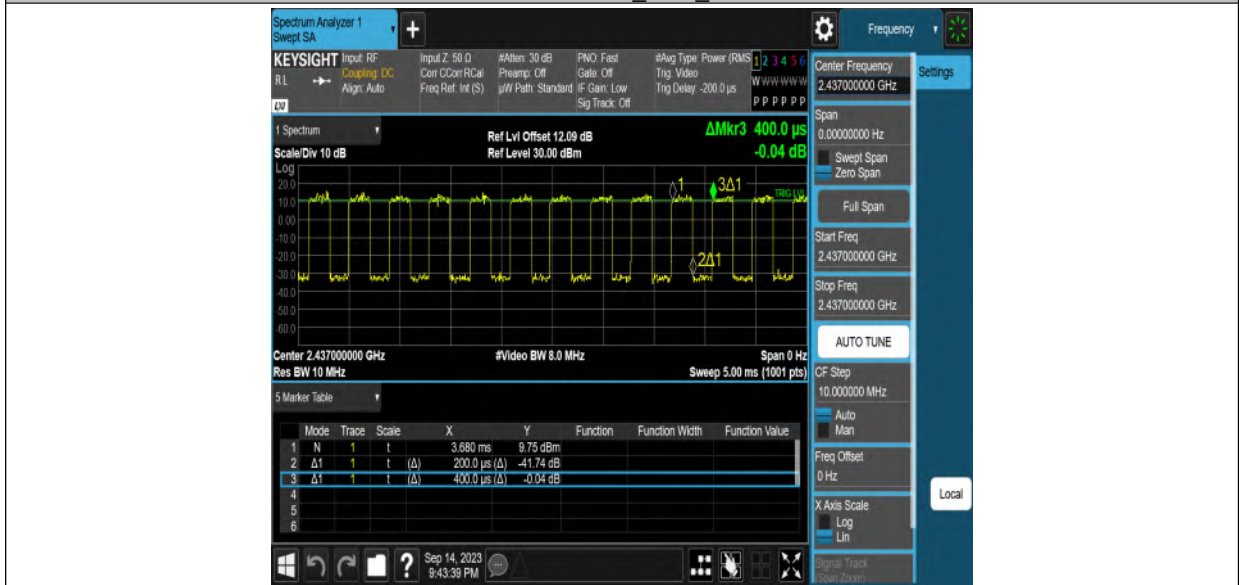 Spectrum Analyzer 1
Swept SA
+
Frequency
KEYSIGHT
RL
Input: RF
Coupling: DC
Align: Auto
Input Z: 50 Ω
Corr CCorr RCal
Freq Ref: Int (S)
#Atten: 30 dB
Preamp: Off
µW Path: Standard
PNO: Fast
Gate: Off
IF Gain: Low
Sig Track: Off
#Avg Type: Power (RMS
Trig: Video
Trig Delay: -200.0 µs
1 2 3 4 5 6
W W W W W W
P P P P P P
1 Spectrum
Scale/Div 10 dB
Log
Ref Lvl Offset 12.09 dB
Ref Level 30.00 dBm
ΔMkr3 400.0 µs
-0.04 dB
20.0
10.0
0.00
-10.0
-20.0
-30.0
-40.0
-50.0
-60.0
1
3Δ1
2Δ1
TRIG LVL
Center 2.437000000 GHz
#Video BW 8.0 MHz
Span 0 Hz
Res BW 10 MHz
Sweep 5.00 ms (1001 pts)
5 Marker Table
Mode Trace Scale X Y Function Function Width Function Value
1 N 1 t 3.680 ms 9.75 dBm
2 Δ1 1 t (Δ) 200.0 µs (Δ) -41.74 dB
3 Δ1 1 t (Δ) 400.0 µs (Δ) -0.04 dB
4
5
6
Sep 14, 2023
9:43:39 PM
Center Frequency
2.437000000 GHz
Settings
Span
0.00000000 Hz
Swept Span
Zero Span
Full Span
Start Freq
2.437000000 GHz
Stop Freq
2.437000000 GHz
AUTO TUNE
CF Step
10.000000 MHz
Auto
Man
Freq Offset
0 Hz
X Axis Scale
Log
Lin
Signal Track
(Span Zoom)
Local